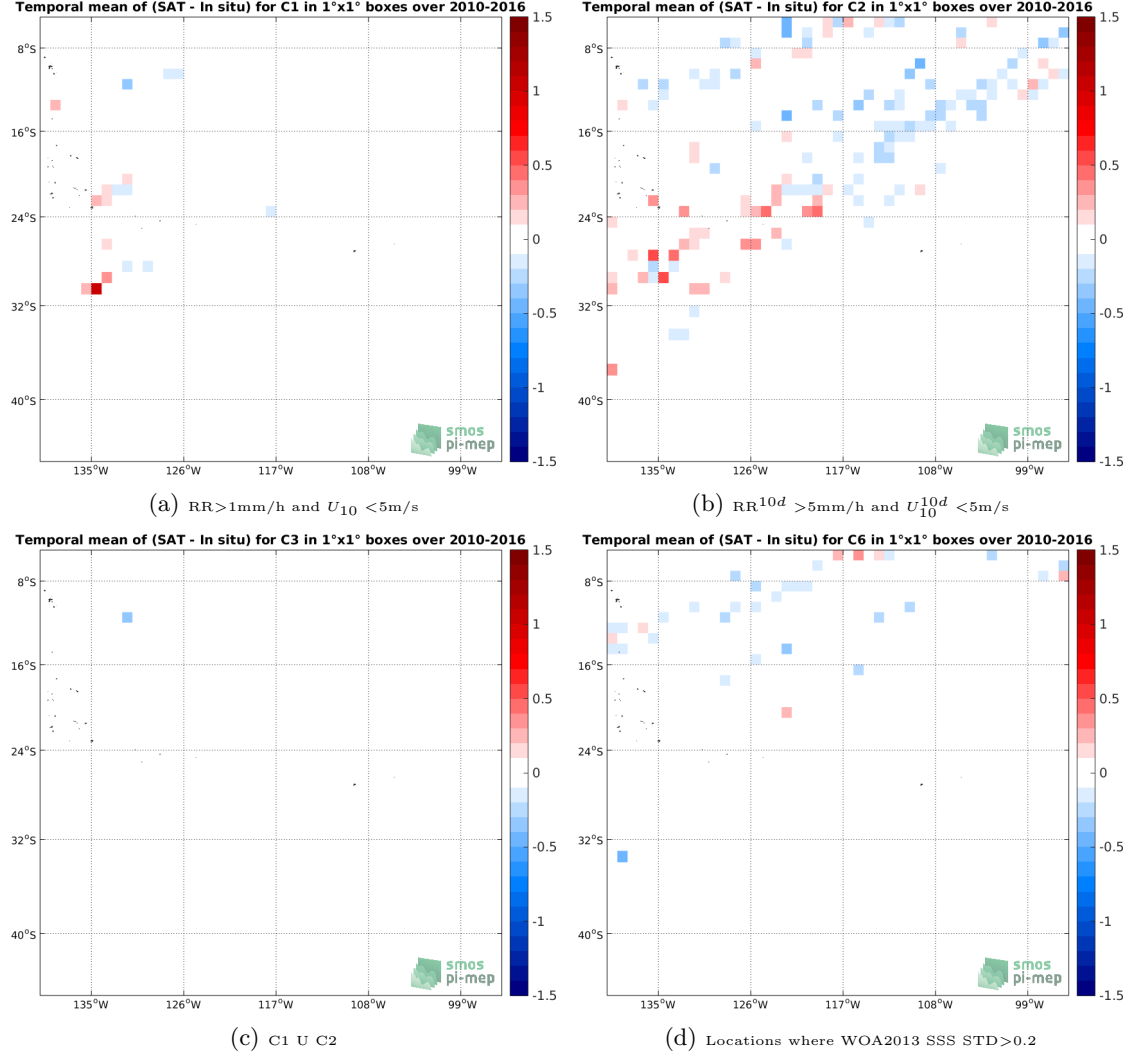 Temporal mean of (SAT - In situ) for C1 in 1°x1° boxes over 2010-2016
8°S
16°S
24°S
32°S
40°S
135°W 126°W 117°W 108°W 99°W
1.5
1
0.5
0
-0.5
-1
-1.5
smos
pi-mep
(a) RR>1mm/h and U10 <5m/s
Temporal mean of (SAT - In situ) for C2 in 1°x1° boxes over 2010-2016
8°S
16°S
24°S
32°S
40°S
135°W 126°W 117°W 108°W 99°W
1.5
1
0.5
0
-0.5
-1
-1.5
smos
pi-mep
(b) RR10d >5mm/h and U10d10 <5m/s
Temporal mean of (SAT - In situ) for C3 in 1°x1° boxes over 2010-2016
8°S
16°S
24°S
32°S
40°S
135°W 126°W 117°W 108°W 99°W
1.5
1
0.5
0
-0.5
-1
-1.5
smos
pi-mep
(c) C1 U C2
Temporal mean of (SAT - In situ) for C6 in 1°x1° boxes over 2010-2016
8°S
16°S
24°S
32°S
40°S
135°W 126°W 117°W 108°W 99°W
1.5
1
0.5
0
-0.5
-1
-1.5
smos
pi-mep
(d) Locations where WOA2013 SSS STD>0.2